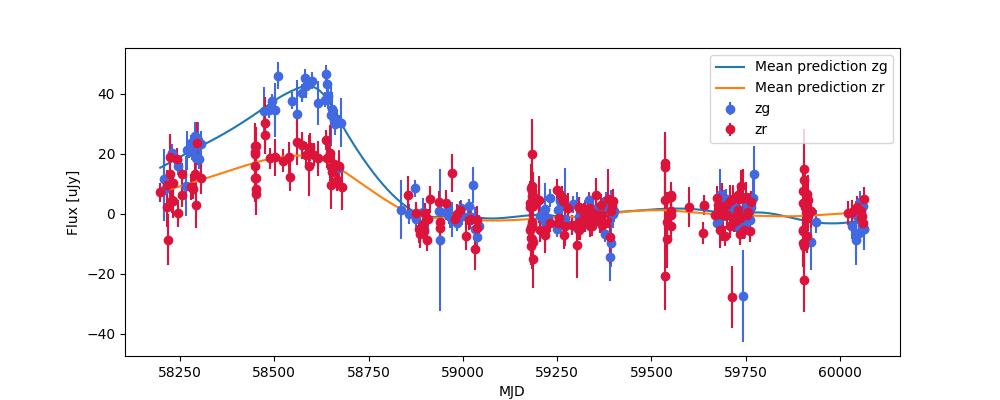 Flux [uJy]
40
20
0
−20
−40
58250
58500
58750
59000
59250
59500
59750
60000
MJD
Mean prediction zg
Mean prediction zr
zg
zr